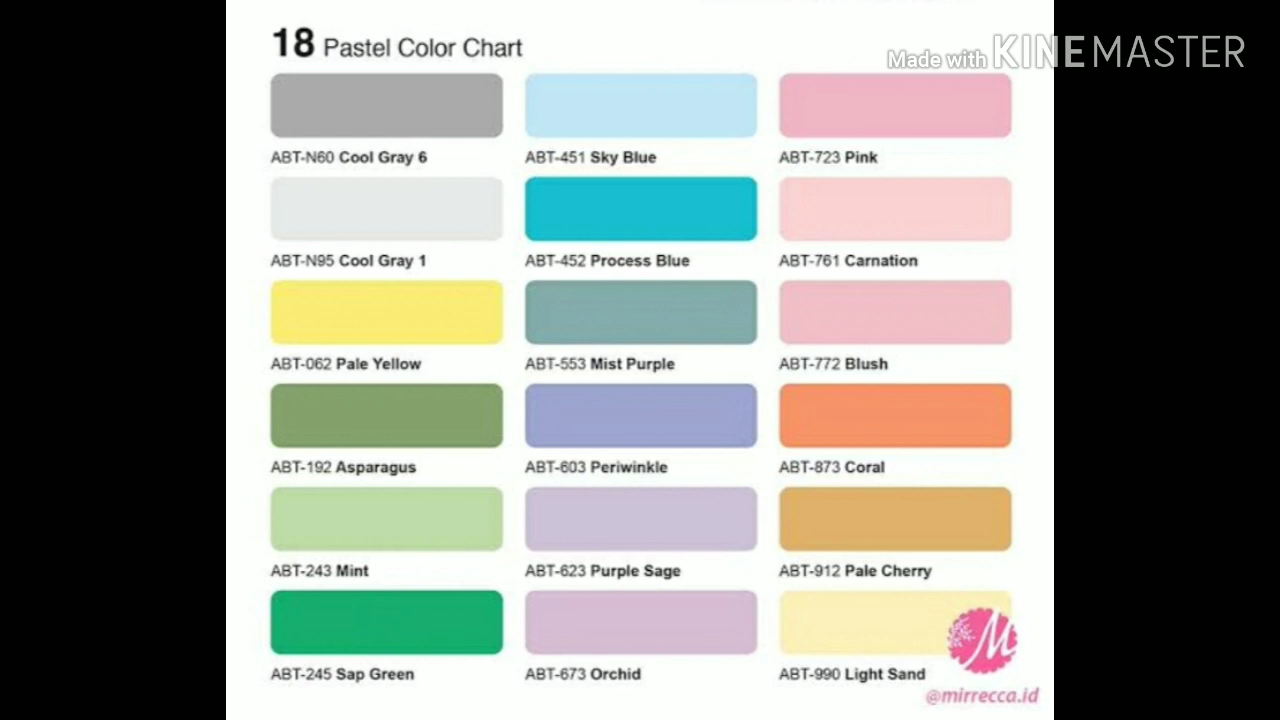 18 Pastel Color Chart
Made with KINEMASTER
ABT-N60 Cool Gray 6
ABT-451 Sky Blue
ABT-723 Pink
ABT-N95 Cool Gray 1
ABT-452 Process Blue
ABT-761 Carnation
ABT-062 Pale Yellow
ABT-553 Mist Purple
ABT-772 Blush
ABT-192 Asparagus
ABT-603 Periwinkle
ABT-873 Coral
ABT-243 Mint
ABT-623 Purple Sage
ABT-912 Pale Cherry
ABT-245 Sap Green
ABT-673 Orchid
ABT-990 Light Sand
M
@mirrecca.id